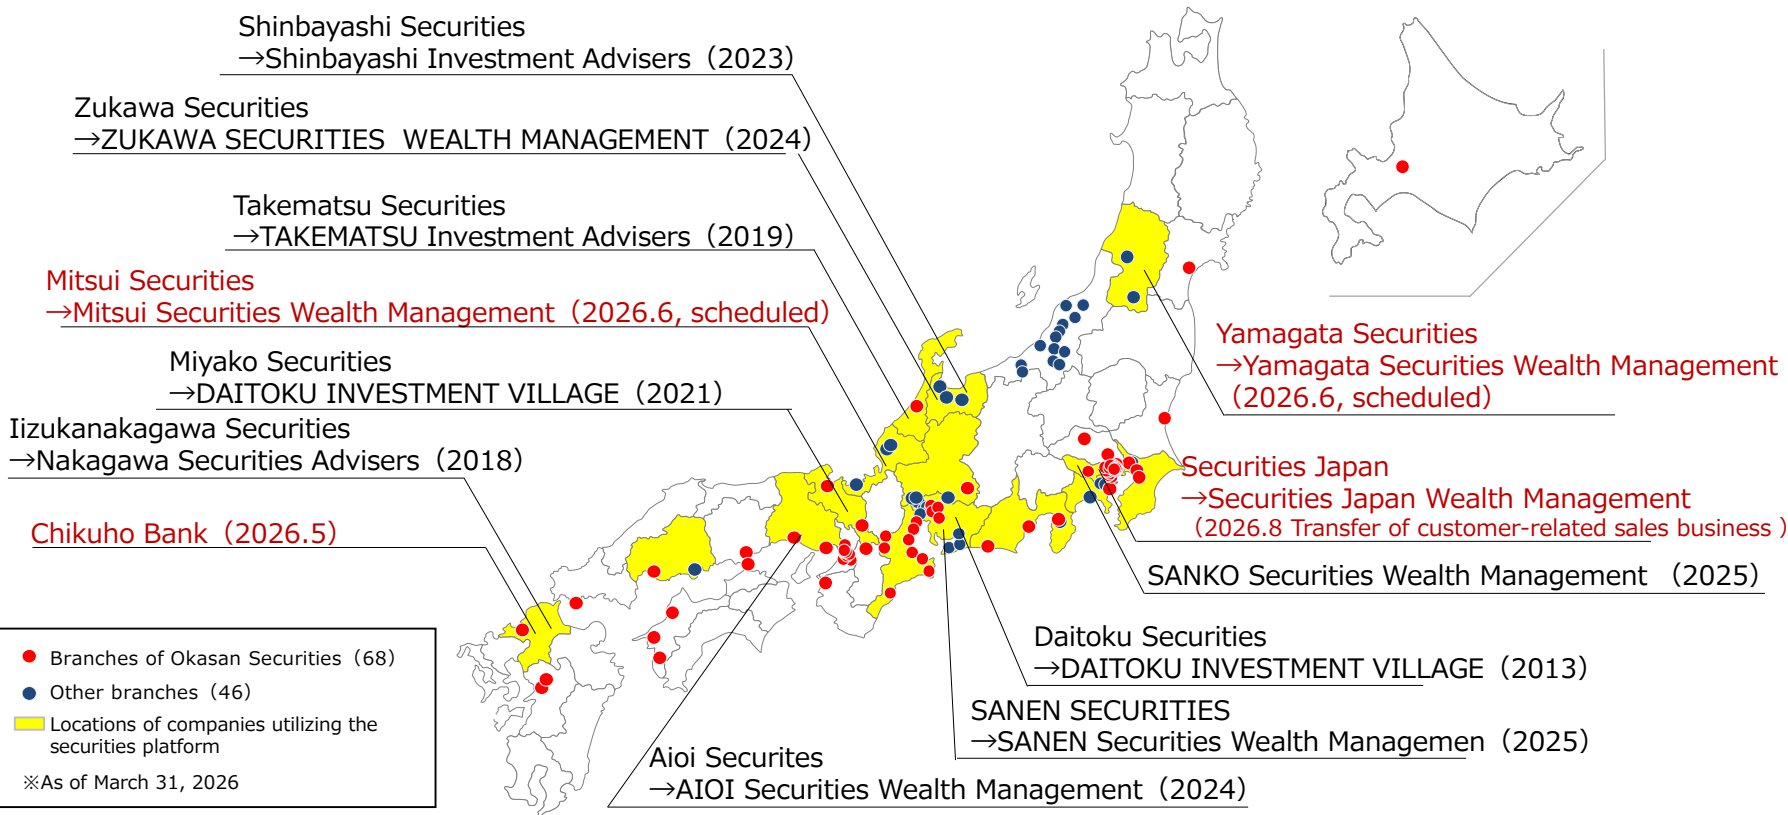 Shinbayashi Securities
→Shinbayashi Investment Advisers（2023）
Zukawa Securities
→ZUKAWA SECURITIES  WEALTH MANAGEMENT（2024）
Takematsu Securities
→TAKEMATSU Investment Advisers（2019）
Mitsui Securities
→Mitsui Securities Wealth Management（2026.6, scheduled）
Miyako Securities
→DAITOKU INVESTMENT VILLAGE（2021）
Iizukanakagawa Securities
→Nakagawa Securities Advisers（2018）
Chikuho Bank（2026.5）
Yamagata Securities
→Yamagata Securities Wealth Management
（2026.6, scheduled）
Securities Japan
→Securities Japan Wealth Management
（2026.8 Transfer of customer-related sales business ）
SANKO Securities Wealth Management （2025）
Daitoku Securities
→DAITOKU INVESTMENT VILLAGE（2013）
SANEN SECURITIES
→SANEN Securities Wealth Managemen（2025）
Aioi Securites
→AIOI Securities Wealth Management（2024）
Branches of Okasan Securities（68）
Other branches（46）
Locations of companies utilizing the
securities platform
※As of March 31, 2026